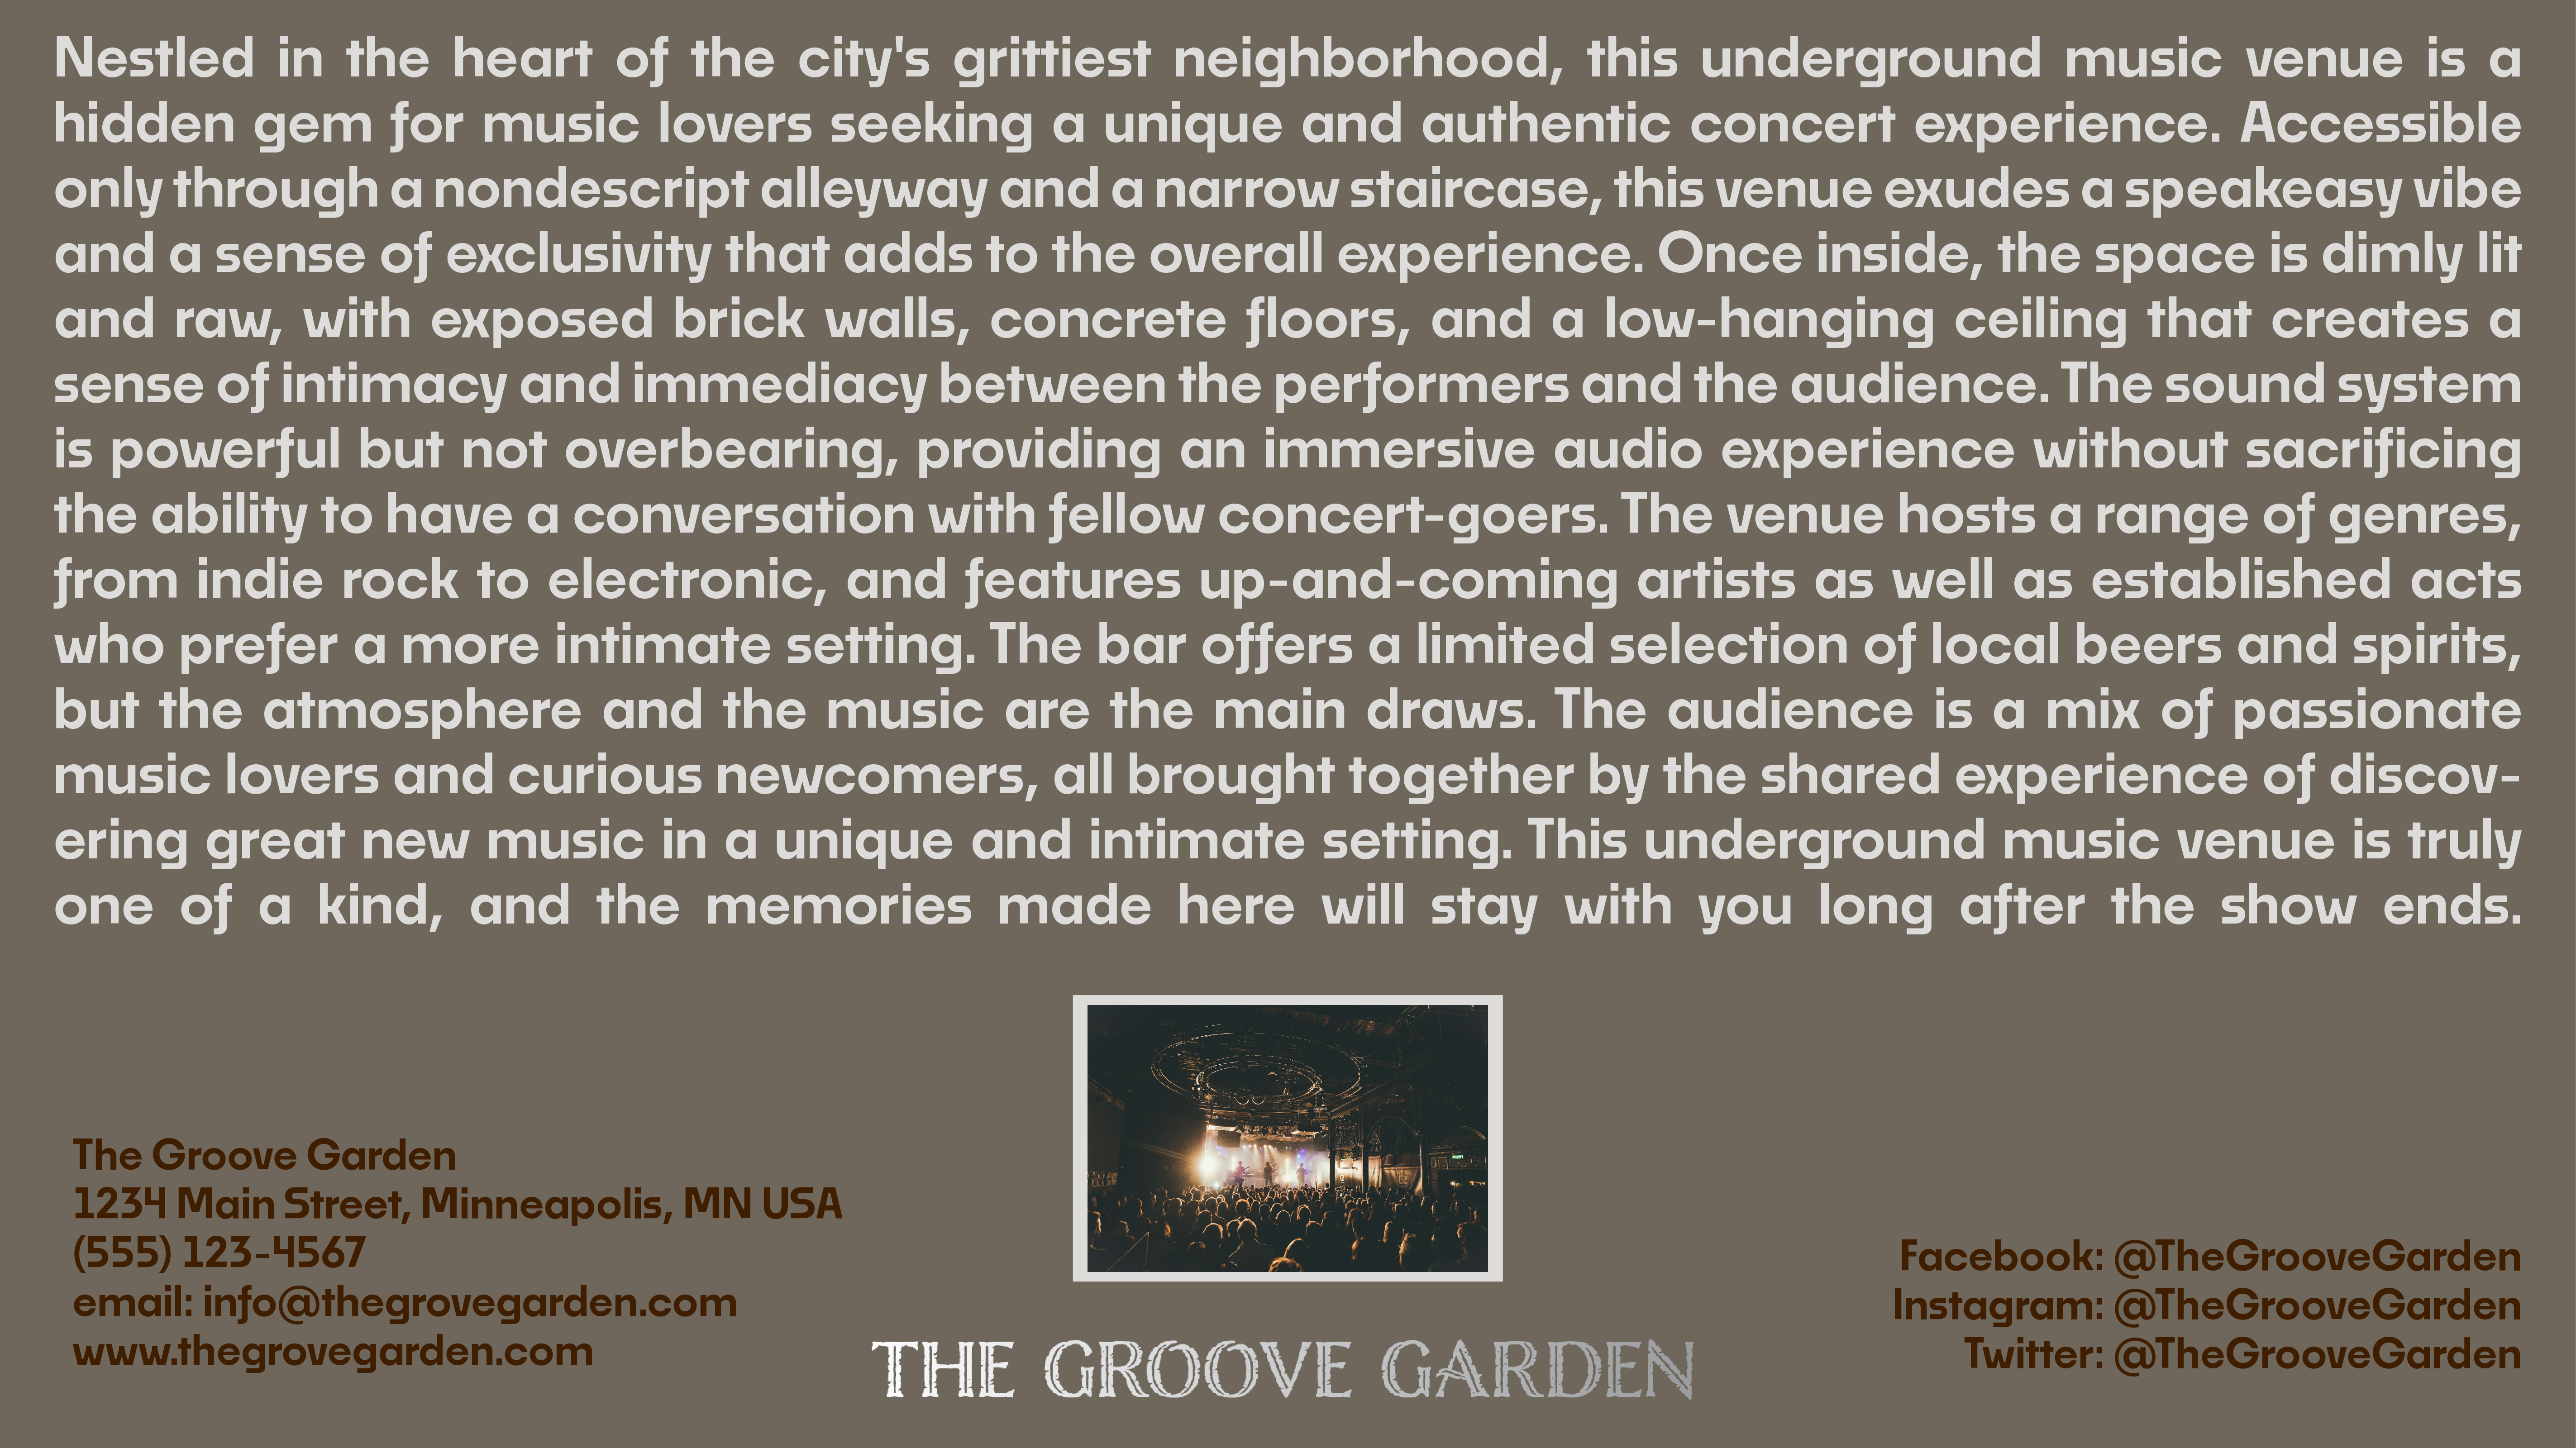 Nestled in the heart of the city's grittiest neighborhood, this underground music venue is a
hidden gem for music lovers seeking a unique and authentic concert experience. Accessible
only through a nondescript alleyway and a narrow staircase, this venue exudes a speakeasy vibe
and a sense of exclusivity that adds to the overall experience. Once inside, the space is dimly lit
and raw, with exposed brick walls, concrete floors, and a low-hanging ceiling that creates a
sense of intimacy and immediacy between the performers and the audience. The sound system
is powerful but not overbearing, providing an immersive audio experience without sacrificing
the ability to have a conversation with fellow concert-goers. The venue hosts a range of genres,
from indie rock to electronic, and features up-and-coming artists as well as established acts
who prefer a more intimate setting. The bar offers a limited selection of local beers and spirits,
but the atmosphere and the music are the main draws. The audience is a mix of passionate
music lovers and curious newcomers, all brought together by the shared experience of discov-
ering great new music in a unique and intimate setting. This underground music venue is truly
one of a kind, and the memories made here will stay with you long after the show ends.
The Groove Garden
1234 Main Street, Minneapolis, MN USA
(555) 123-4567
email: info@thegrovegarden.com
www.thegrovegarden.com
THE GROOVE GARDEN
Facebook: @TheGrooveGarden
Instagram: @TheGrooveGarden
Twitter: @TheGrooveGarden